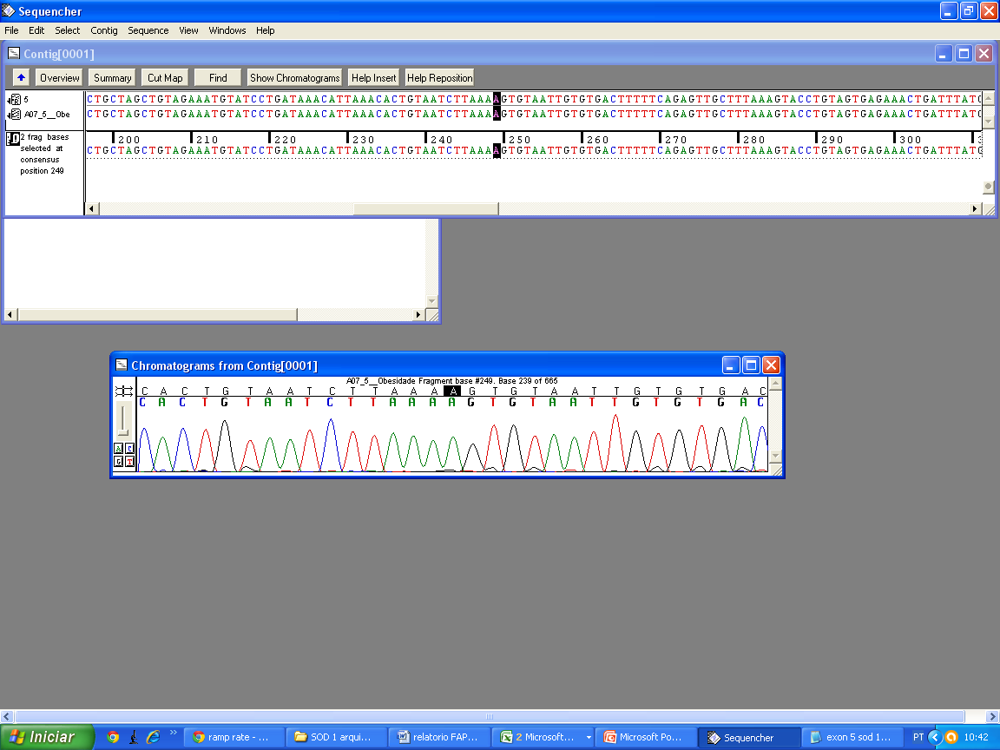 Sequencher
File Edit Select Contig Sequence View Windows Help
Contig[0001]
Overview Summary Cut Map Find Show Chromatograms Help Insert Help Reposition
5 CTGCTAGCTGTAGAAATGTATCCTGATAAACATTAAACACTGTAATCTTAAAAGTGTAATTGTGTGACTTTTTCAGAGTTGCTTTAAAGTACCTGTAGTGAGAAACTGATTTATG
A07_5__Obe CTGCTAGCTGTAGAAATGTATCCTGATAAACATTAAACACTGTAATCTTAAAAGTGTAATTGTGTGACTTTTTCAGAGTTGCTTTAAAGTACCTGTAGTGAGAAACTGATTTATG
2 frag bases
selected at
consensus
position 249
200 210 220 230 240 250 260 270 280 290 300
CTGCTAGCTGTAGAAATGTATCCTGATAAACATTAAACACTGTAATCTTAAAAGTGTAATTGTGTGACTTTTTCAGAGTTGCTTTAAAGTACCTGTAGTGAGAAACTGATTTATG
Chromatograms from Contig[0001]
A07_5__Obesidade Fragment base #249. Base 239 of 665
C A C T G T A A T C T T A A A A G T G T A A T T G T G T G A C
C A C T G T A A T C T T A A A A G T G T A A T T G T G T G A C
A C
G T
Iniciar
ramp rate - ...
SOD 1 arqui...
relatorio FAP...
2 Microsoft...
Microsoft Po...
Sequencher
exon 5 sod 1...
PT
10:42